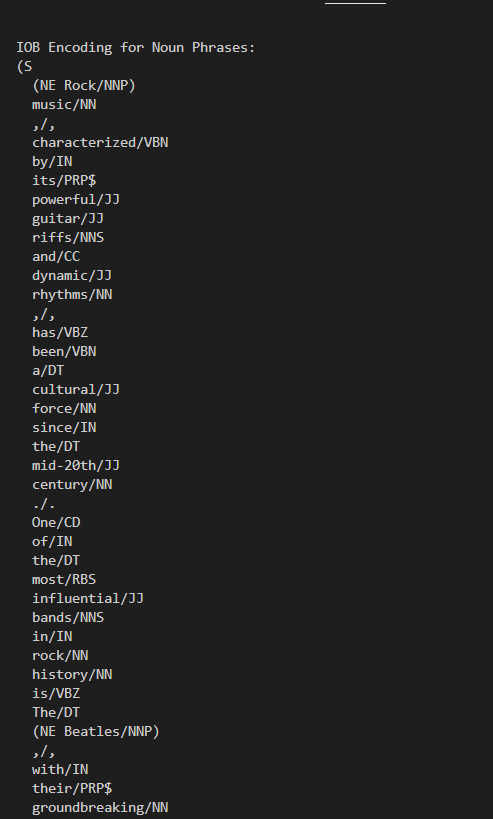 IOB Encoding for Noun Phrases:
(S
  (NE Rock/NNP)
  music/NN
  ,/,
  characterized/VBN
  by/IN
  its/PRP$
  powerful/JJ
  guitar/JJ
  riffs/NNS
  and/CC
  dynamic/JJ
  rhythms/NN
  ,/,
  has/VBZ
  been/VBN
  a/DT
  cultural/JJ
  force/NN
  since/IN
  the/DT
  mid-20th/JJ
  century/NN
  ./.
  One/CD
  of/IN
  the/DT
  most/RBS
  influential/JJ
  bands/NNS
  in/IN
  rock/NN
  history/NN
  is/VBZ
  The/DT
  (NE Beatles/NNP)
  ,/,
  with/IN
  their/PRP$
  groundbreaking/NN